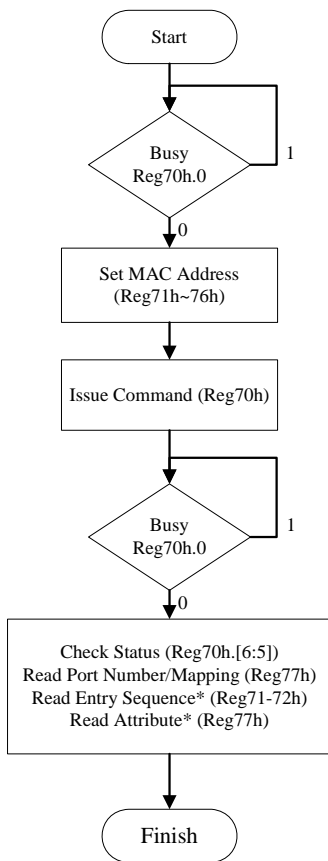 Start
Busy
Reg70h.0
1
0
Set MAC Address
(Reg71h~76h)
Issue Command (Reg70h)
Busy
Reg70h.0
1
0
Check Status (Reg70h.[6:5])
Read Port Number/Mapping (Reg77h)
Read Entry Sequence* (Reg71-72h)
Read Attribute* (Reg77h)
Finish